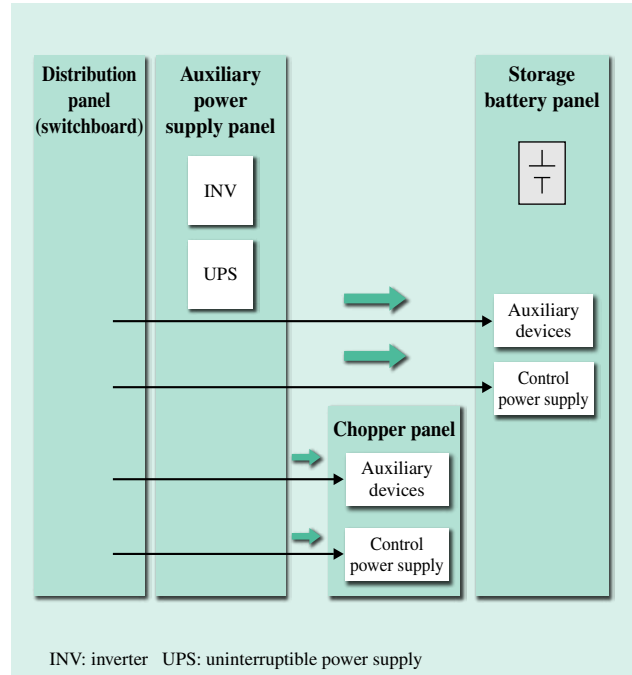 Distribution
panel
(switchboard)
Auxiliary
power
supply panel
Storage
battery panel
INV
UPS
Auxiliary
devices
Control
power supply
Chopper panel
Auxiliary
devices
Control
power supply
INV: inverter UPS: uninterruptible power supply